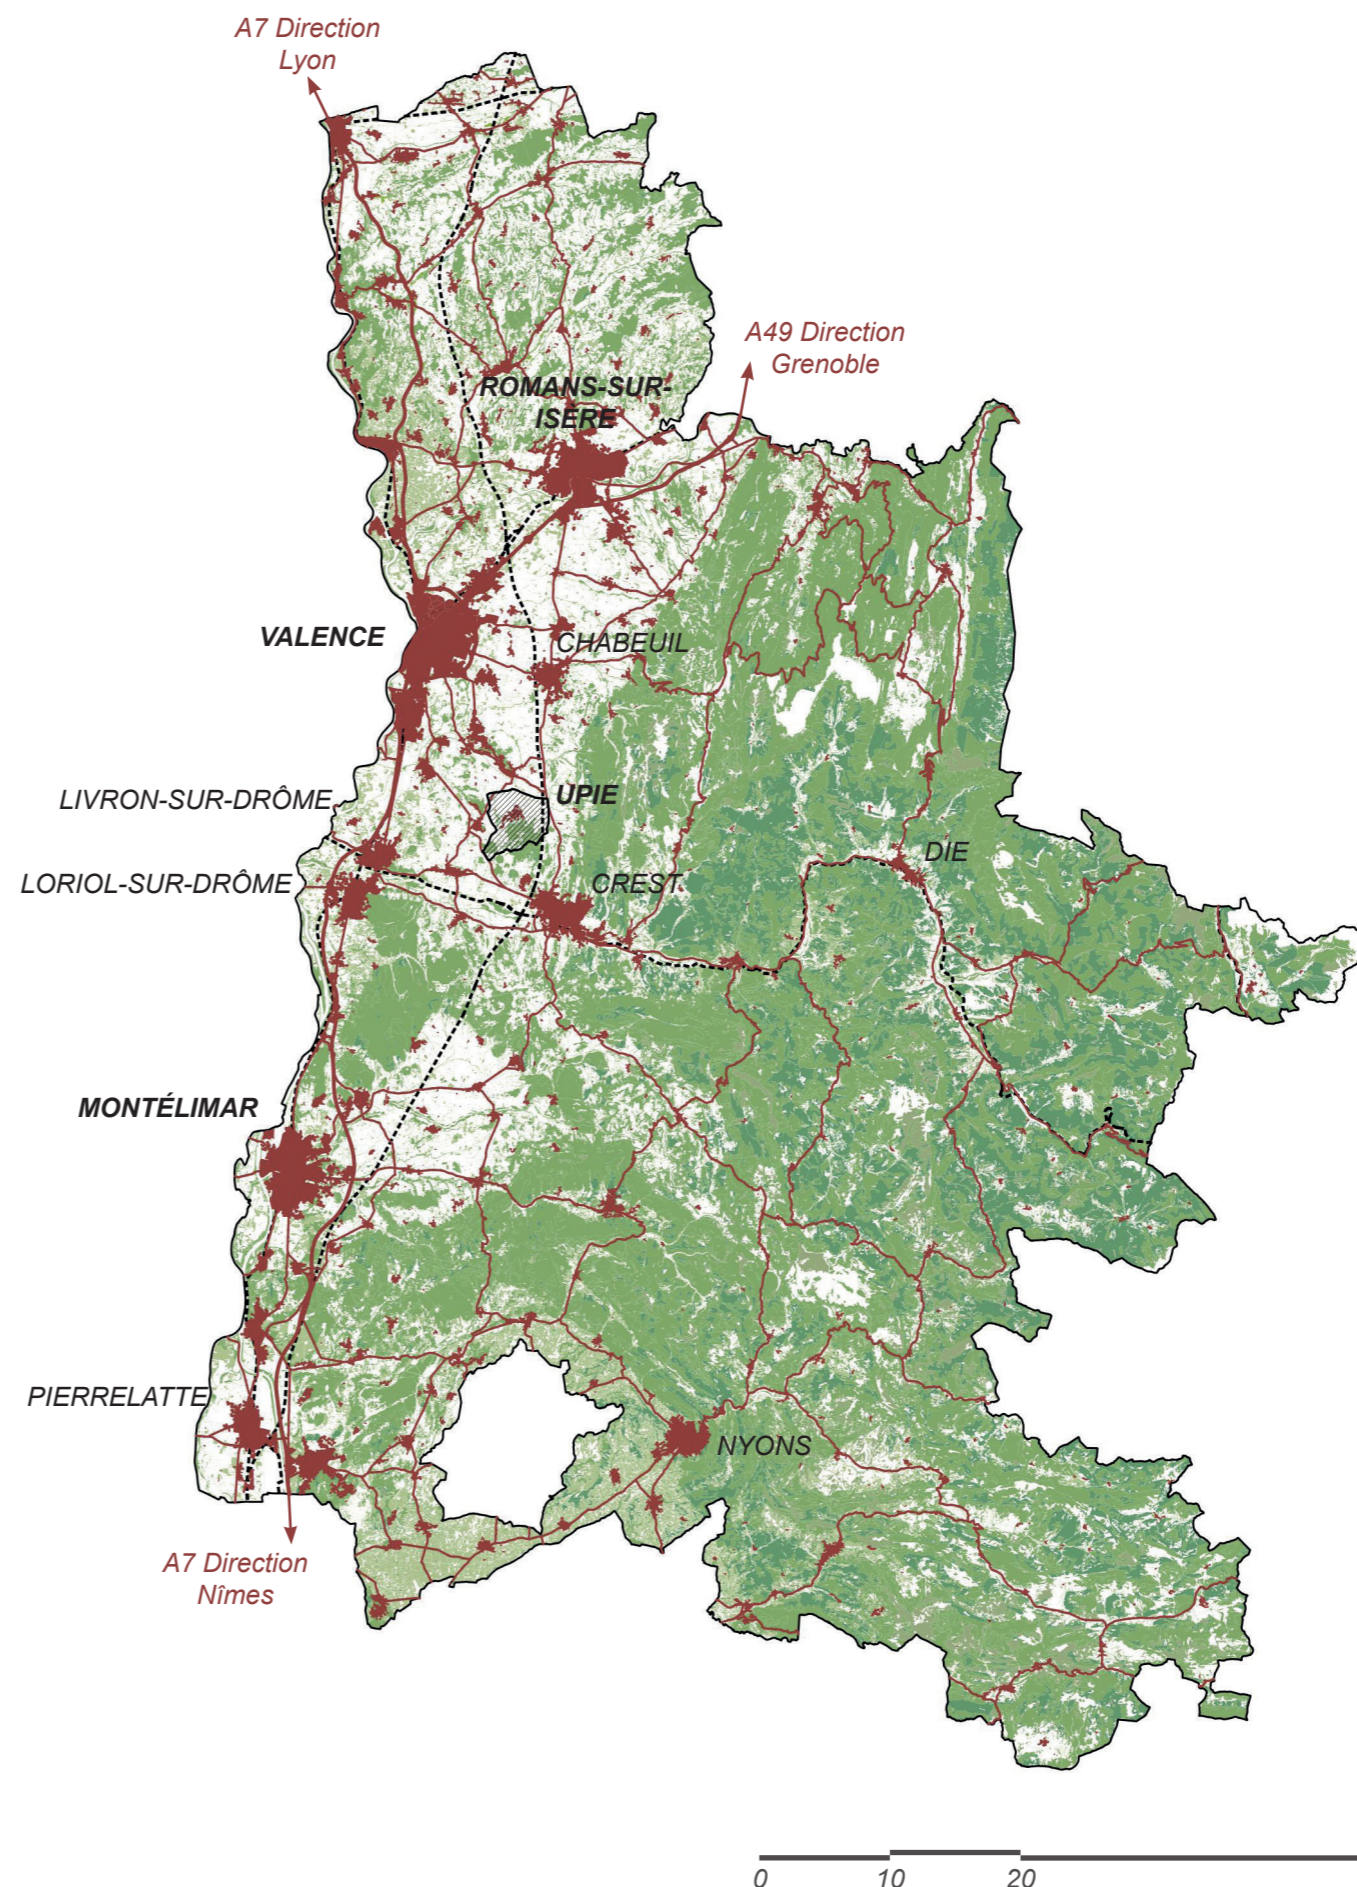 A7 Direction
Lyon
A49 Direction
Grenoble
ROMANS-SUR-
ISERE
VALENCE
CHABEUIL
LIVRON-SUR-DRÔME
UPIE
DIE
LORIOL-SUR-DRÔME
CREST
MONTÉLIMAR
PIERRELATTE
NYONS
A7 Direction
Nîmes
0 10 20